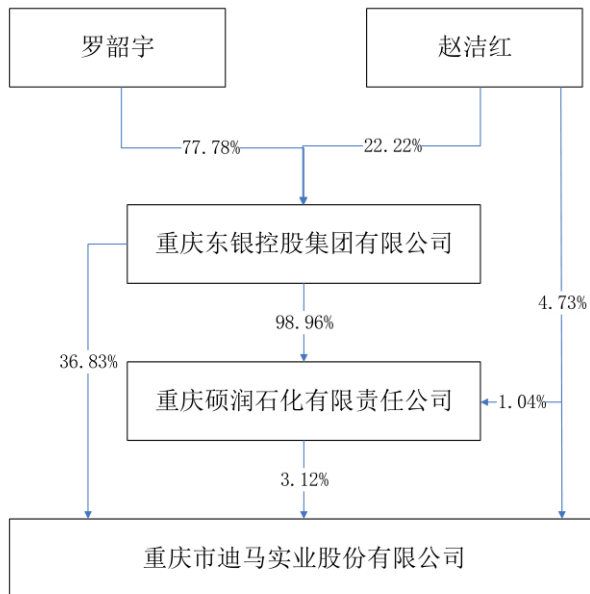 罗韶宇
赵洁红
77.78%
22.22%
重庆东银控股集团有限公司
98.96%
4.73%
36.83%
重庆硕润石化有限责任公司
1.04%
3.12%
重庆市迪马实业股份有限公司